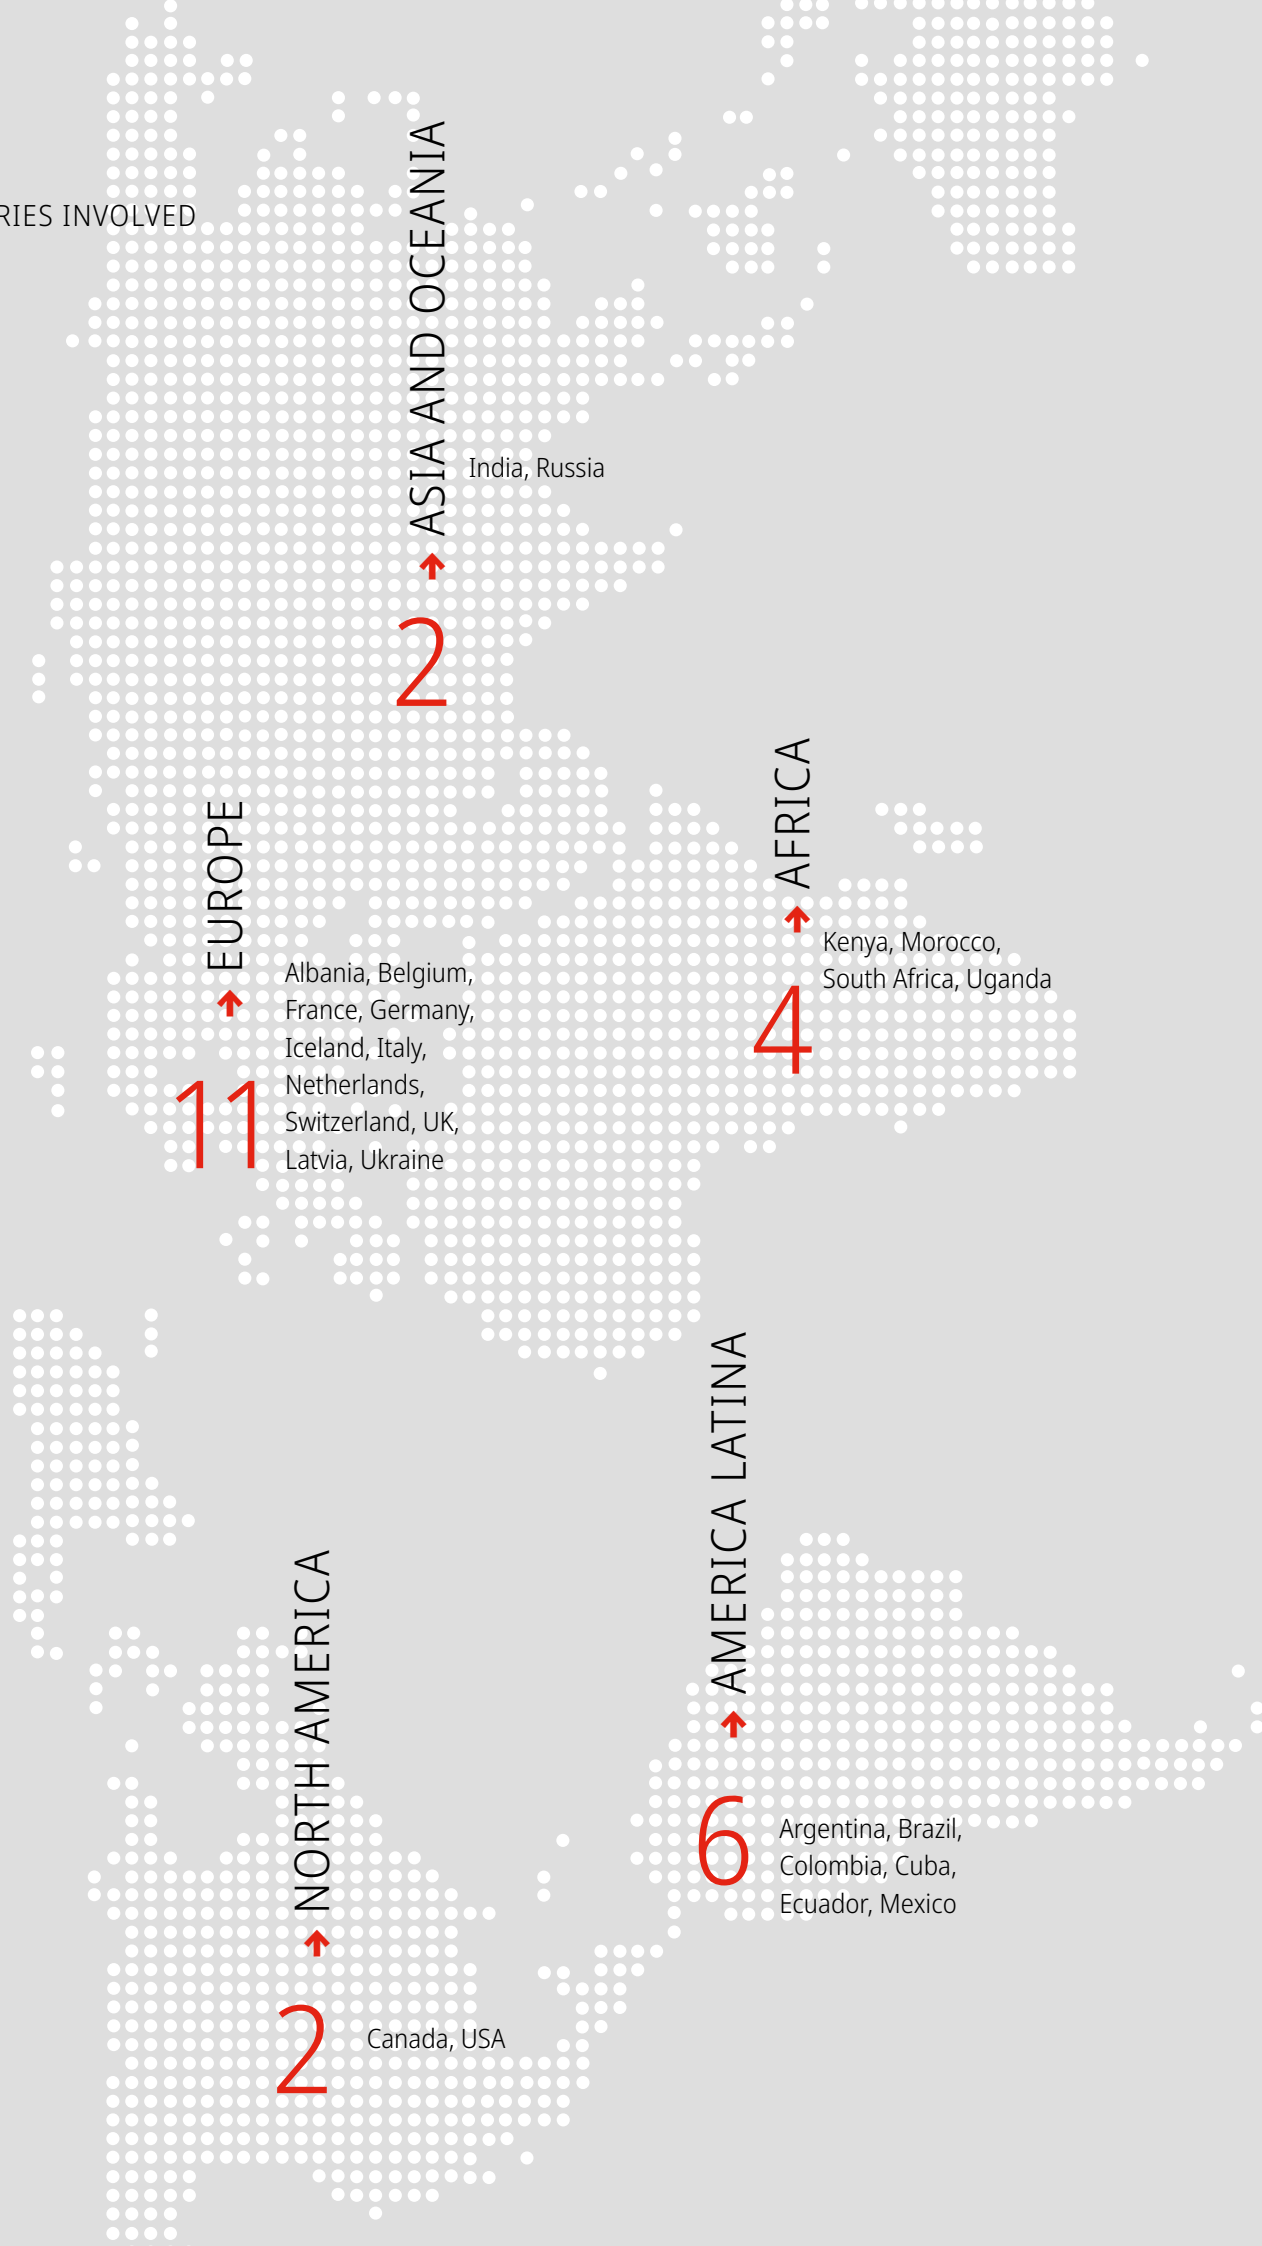 RIES INVOLVED
ASIA AND OCEANIA
India, Russia
2
AFRICA
Kenya, Morocco,
South Africa, Uganda
4
EUROPE
Albania, Belgium,
France, Germany,
Iceland, Italy,
Netherlands,
Switzerland, UK,
Latvia, Ukraine
11
AMERICA LATINA
6
Argentina, Brazil,
Colombia, Cuba,
Ecuador, Mexico
NORTH AMERICA
2
Canada, USA